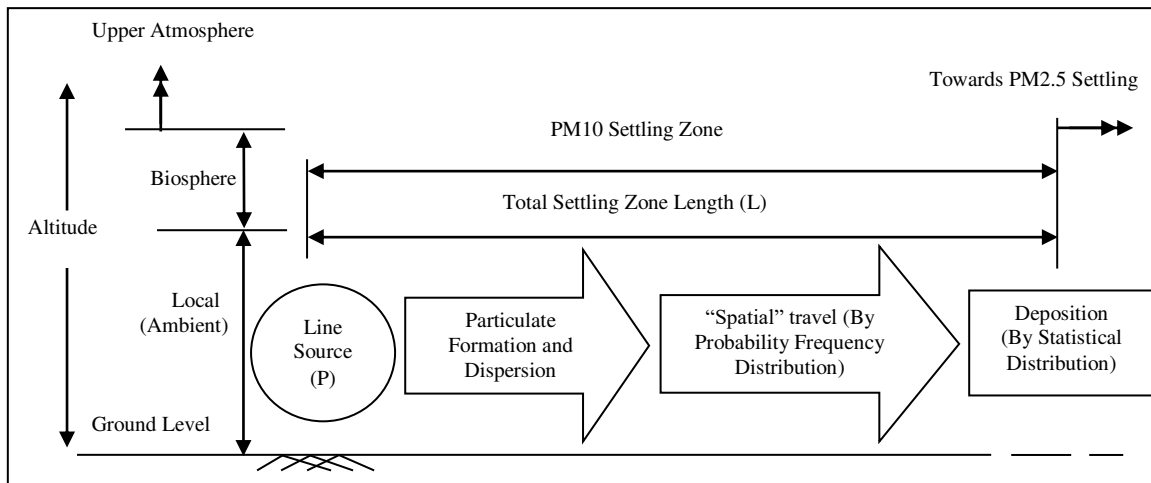 Upper Atmosphere
Towards PM2.5 Settling
PM10 Settling Zone
Biosphere
Total Settling Zone Length (L)
Altitude
Local
(Ambient)
Line
Source
(P)
Particulate
Formation and
Dispersion
“Spatial” travel (By
Probability Frequency
Distribution)
Deposition
(By Statistical
Distribution)
Ground Level